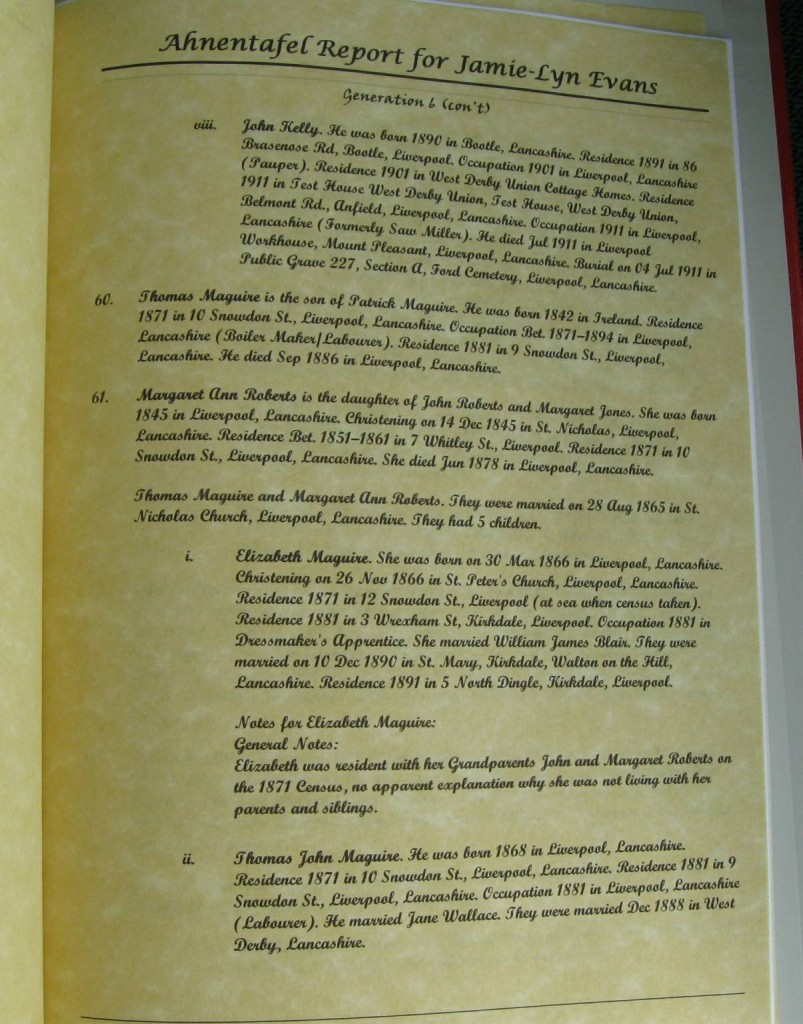 Ahnentafel Report for Jamie-Lyn Evans
Generation 6 (con't)
viii. John Kelly. He was born 1890 in Bootle, Lancashire. Residence 1891 in 86
Brasenose Rd, Bootle, Liverpool. Occupation 1901 in Liverpool, Lancashire
(Pauper). Residence 1901 in West Derby Union Cottage Homes. Residence
1911 in Test House West Derby Union, Test House, West Derby Union,
Belmont Rd., Anfield, Liverpool, Lancashire. Occupation 1911 in Liverpool,
Lancashire (Formerly Saw Miller). He died Jul 1911 in Liverpool
Workhouse, Mount Pleasant, Liverpool, Lancashire. Burial on 04 Jul 1911 in
Public Grave 227, Section A, Ford Cemetery, Liverpool, Lancashire.
60. Thomas Maguire is the son of Patrick Maguire. He was born 1842 in Ireland. Residence
1871 in 10 Snowdon St., Liverpool, Lancashire. Occupation Bet. 1871–1894 in Liverpool,
Lancashire (Boiler Maker/Labourer). Residence 1881 in 9 Snowdon St., Liverpool,
Lancashire. He died Sep 1886 in Liverpool, Lancashire.
61. Margaret Ann Roberts is the daughter of John Roberts and Margaret Jones. She was born
1845 in Liverpool, Lancashire. Christening on 14 Dec 1845 in St. Nicholas, Liverpool,
Lancashire. Residence Bet. 1851–1861 in 7 Whitley St., Liverpool. Residence 1871 in 10
Snowdon St., Liverpool, Lancashire. She died Jun 1878 in Liverpool, Lancashire.
Thomas Maguire and Margaret Ann Roberts. They were married on 28 Aug 1865 in St.
Nicholas Church, Liverpool, Lancashire. They had 5 children.
i. Elizabeth Maguire. She was born on 30 Mar 1866 in Liverpool, Lancashire.
Christening on 26 Nov 1866 in St. Peter's Church, Liverpool, Lancashire.
Residence 1871 in 12 Snowdon St., Liverpool (at sea when census taken).
Residence 1881 in 3 Wrexham St, Kirkdale, Liverpool. Occupation 1881 in
Dressmaker's Apprentice. She married William James Blair. They were
married on 10 Dec 1890 in St. Mary, Kirkdale, Walton on the Hill,
Lancashire. Residence 1891 in 5 North Dingle, Kirkdale, Liverpool.
Notes for Elizabeth Maguire:
General Notes:
Elizabeth was resident with her Grandparents John and Margaret Roberts on
the 1871 Census, no apparent explanation why she was not living with her
parents and siblings.
ii. Thomas John Maguire. He was born 1868 in Liverpool, Lancashire.
Residence 1871 in 10 Snowdon St., Liverpool, Lancashire. Residence 1881 in 9
Snowdon St., Liverpool, Lancashire. Occupation 1881 in Liverpool, Lancashire
(Labourer). He married Jane Wallace. They were married Dec 1888 in West
Derby, Lancashire.